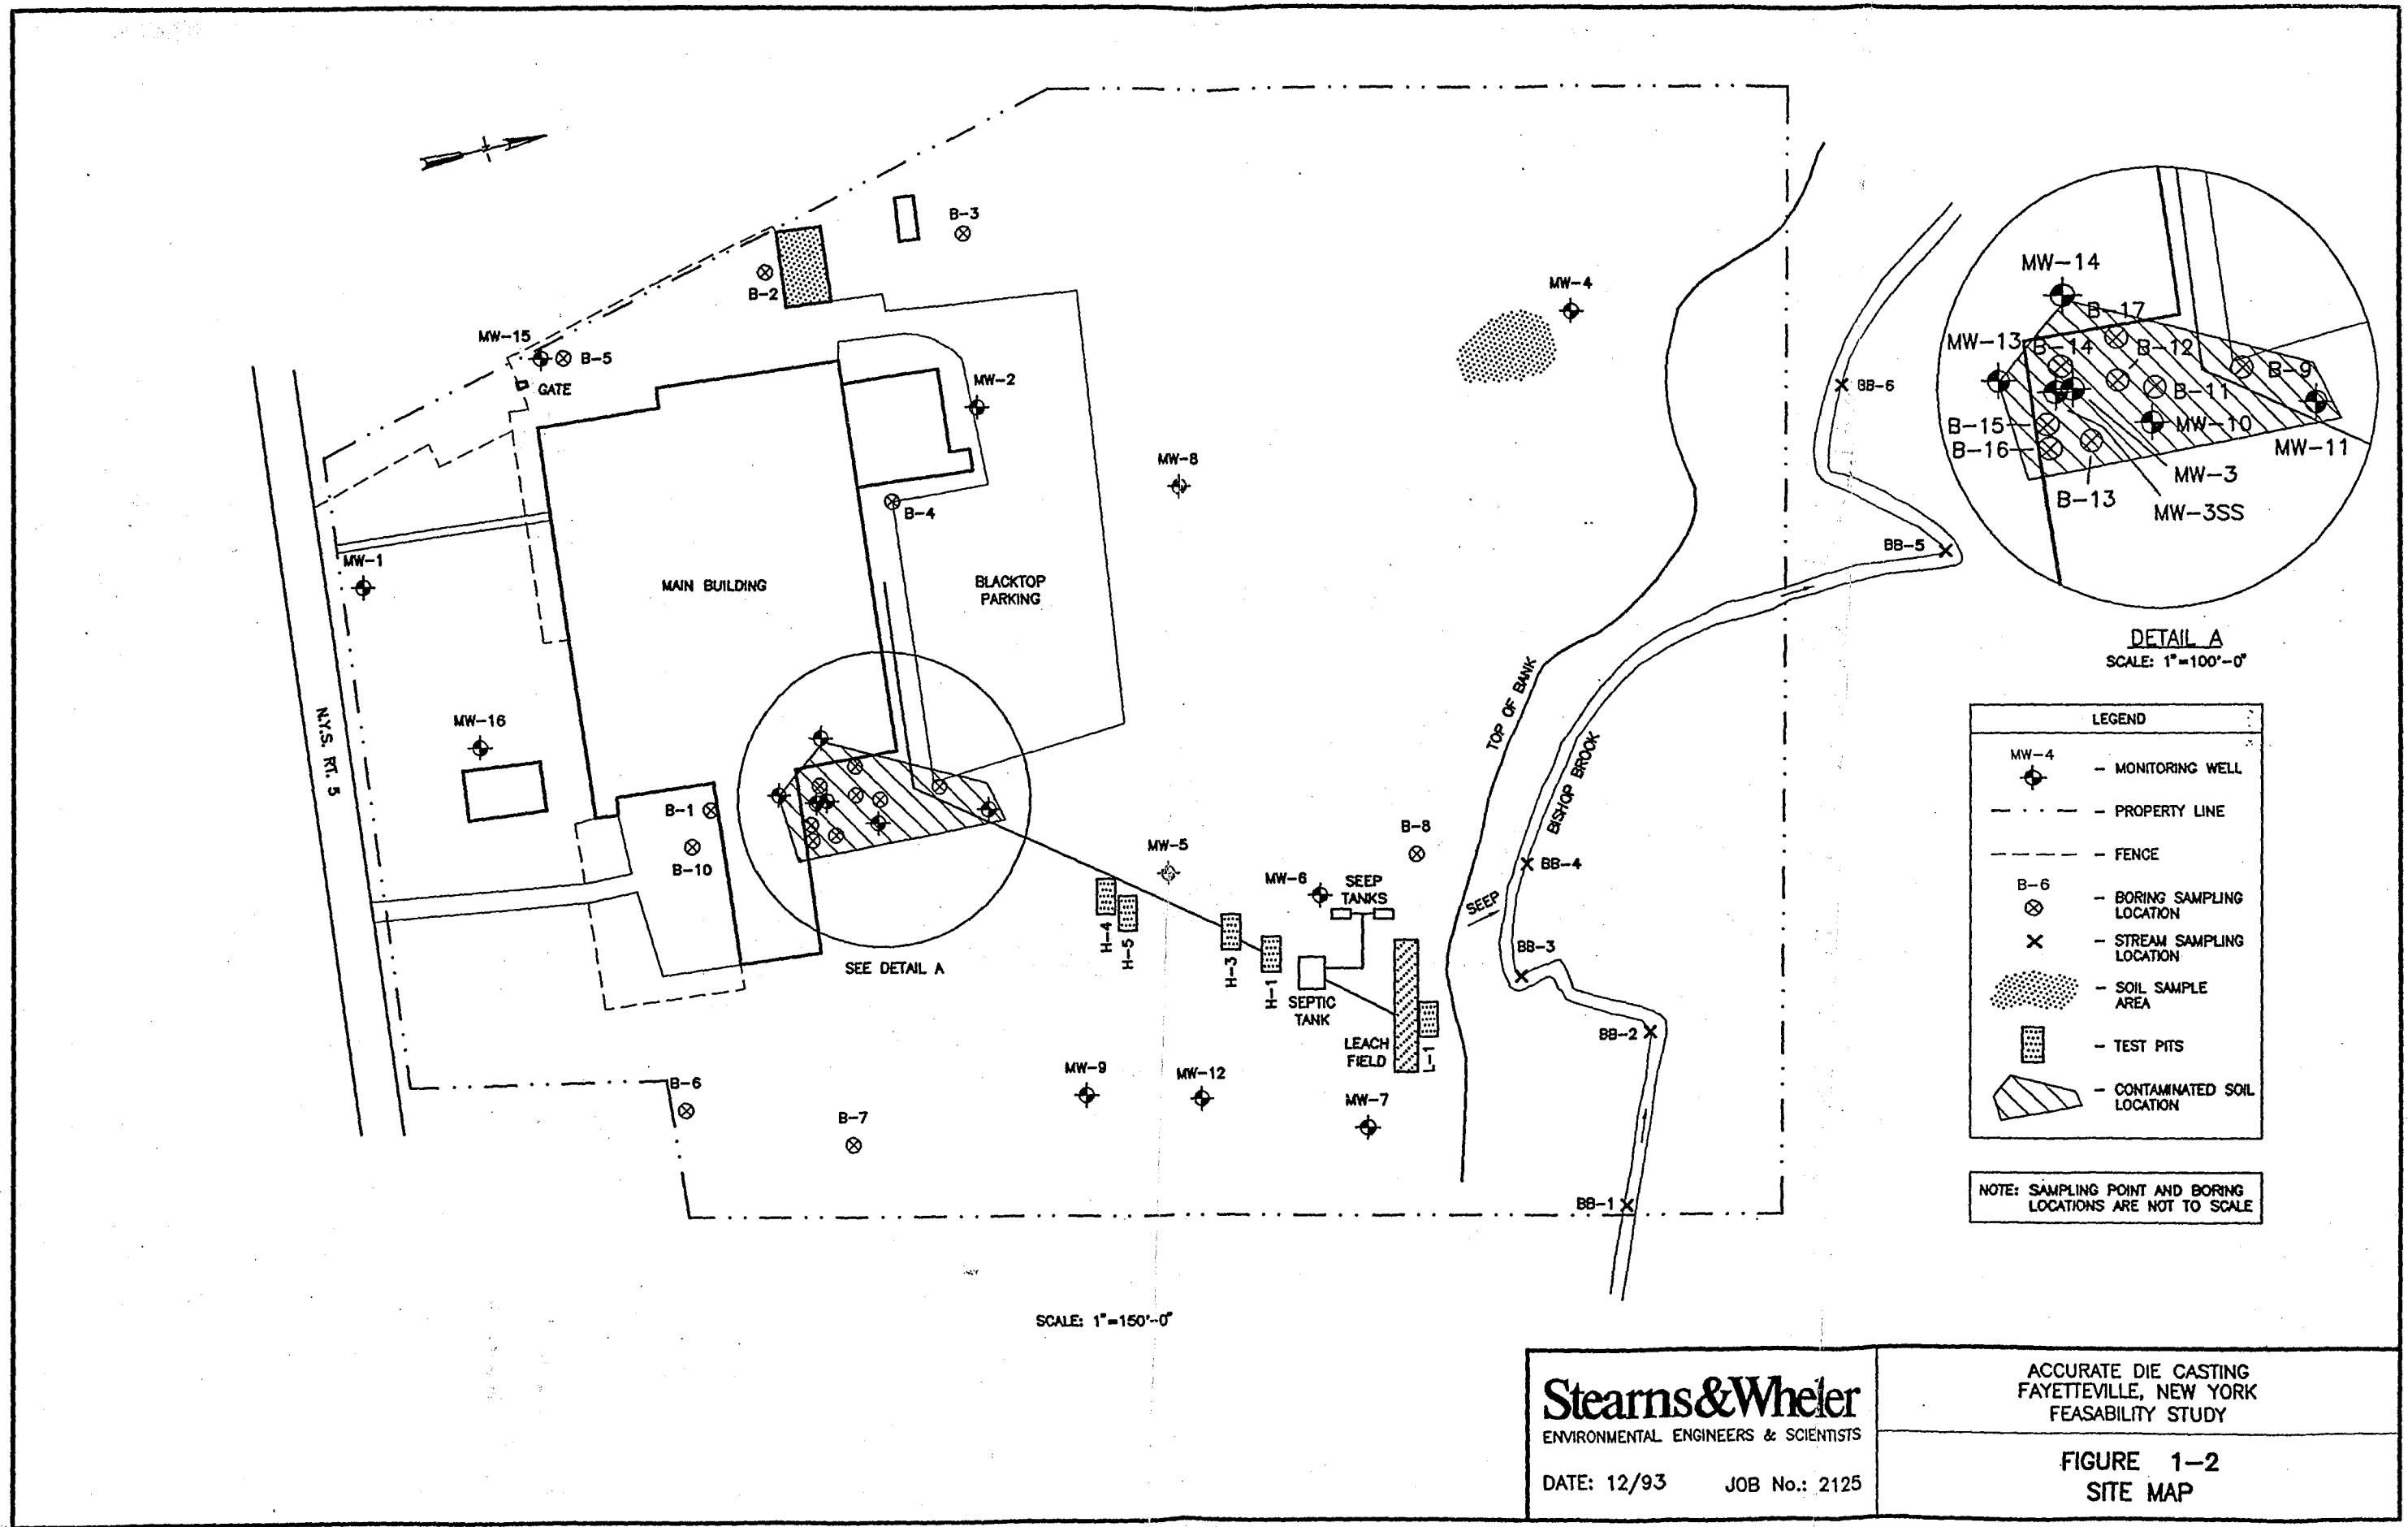 B-3
MW-4
B-2
MW-15
B-5
GATE
MW-2
MW-8
B-4
MW-1
MAIN BUILDING
BLACKTOP
PARKING
N.Y.S. RT. 5
MW-16
B-1
B-10
SEE DETAIL A
MW-5
H-4
H-5
H-3
H-1
MW-6
SEEP
TANKS
SEPTIC
TANK
LEACH
FIELD
L-1
B-8
TOP OF BANK
BISHOP BROOK
SEEP
BB-6
BB-5
BB-4
BB-3
BB-2
BB-1
B-6
B-7
MW-9
MW-12
MW-7
SCALE: 1"=150'-0"
MW-14
B-17
MW-13
B-14
B-12
B-9
B-11
B-15
MW-10
B-16
MW-11
MW-3
B-13
MW-3SS
DETAIL A
SCALE: 1"=100'-0"
LEGEND
MW-4
- MONITORING WELL
- PROPERTY LINE
- FENCE
B-6
- BORING SAMPLING
LOCATION
- STREAM SAMPLING
LOCATION
- SOIL SAMPLE
AREA
- TEST PITS
- CONTAMINATED SOIL
LOCATION
NOTE: SAMPLING POINT AND BORING
LOCATIONS ARE NOT TO SCALE
Stearns&Wheler
ENVIRONMENTAL ENGINEERS & SCIENTISTS
DATE: 12/93 JOB No.: 2125
ACCURATE DIE CASTING
FAYETTEVILLE, NEW YORK
FEASABILITY STUDY
FIGURE 1-2
SITE MAP